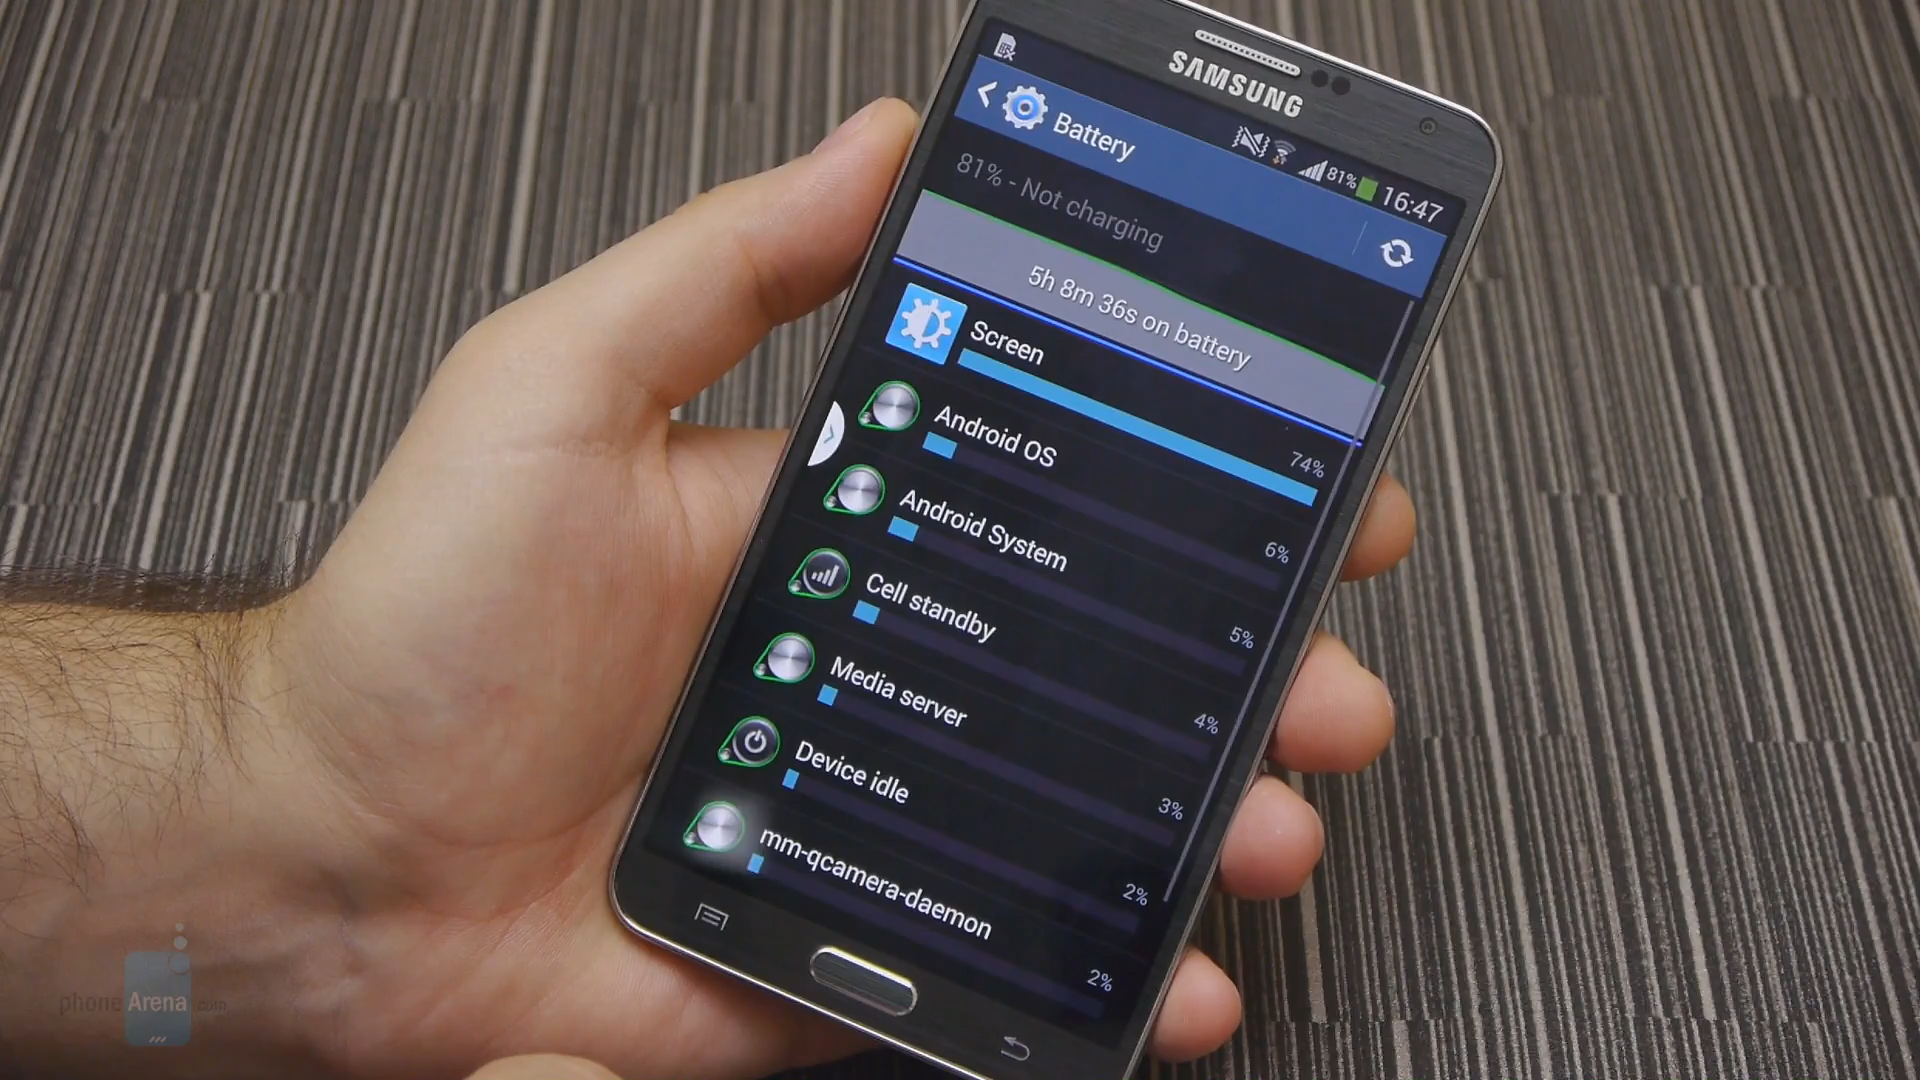 SAMSUNG
81% 16:47
Battery
81% - Not charging
5h 8m 36s on battery
Screen
74%
Android OS
6%
Android System
5%
Cell standby
4%
Media server
3%
Device idle
2%
mm-qcamera-daemon
2%
phoneArena.com